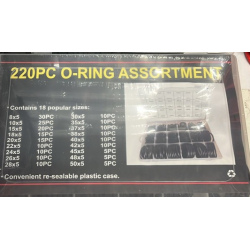 220PC O-RING ASSORTMENT
· Contains 18 popular sizes:
8x5 30PC 30x5 10PC
10x5 25PC 35x5 10PC
15x5 20PC 37x5 10PC
18x5 15PC 38x5 10PC
20x5 15PC 40x5 10PC
22x5 10PC 42x5 10PC
24x5 10PC 45x5 5PC
26x5 10PC 48x5 5PC
28x5 10PC 50x5 5PC
· Convenient re-sealable plastic case.